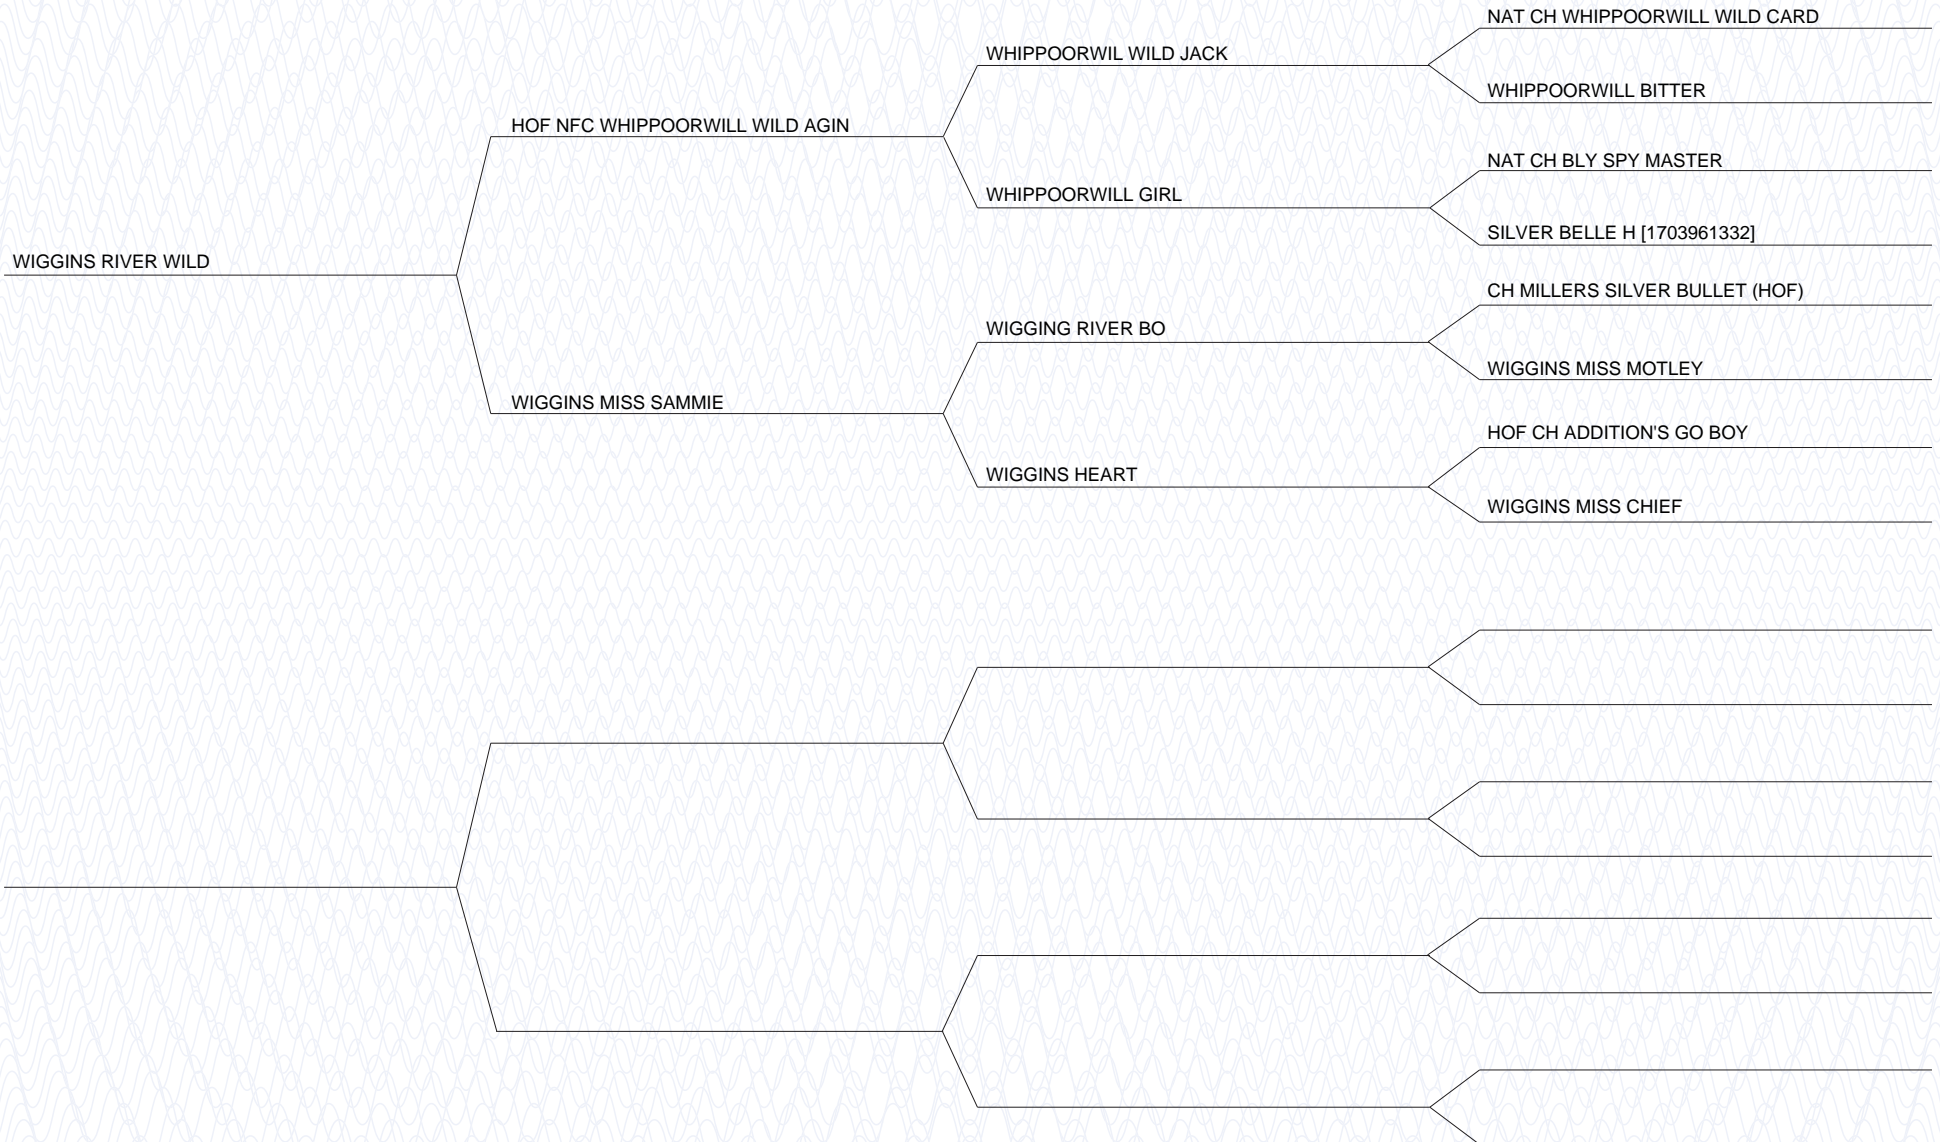 NAT CH WHIPPOORWILL WILD CARD
WHIPPOORWIL WILD JACK
WHIPPOORWILL BITTER
HOF NFC WHIPPOORWILL WILD AGIN
NAT CH BLY SPY MASTER
WHIPPOORWILL GIRL
SILVER BELLE H [1703961332]
WIGGINS RIVER WILD
CH MILLERS SILVER BULLET (HOF)
WIGGING RIVER BO
WIGGINS MISS MOTLEY
WIGGINS MISS SAMMIE
HOF CH ADDITION'S GO BOY
WIGGINS HEART
WIGGINS MISS CHIEF